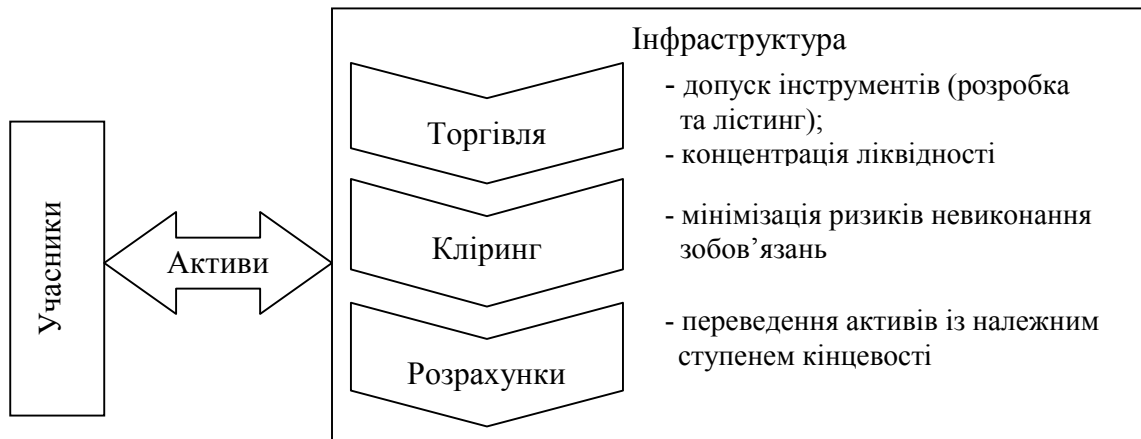 Інфраструктура
Учасники
Активи
Торгівля
- допуск інструментів (розробка
та лістинг);
- концентрація ліквідності
Кліринг
- мінімізація ризиків невиконання
зобов’язань
Розрахунки
- переведення активів із належним
ступенем кінцевості